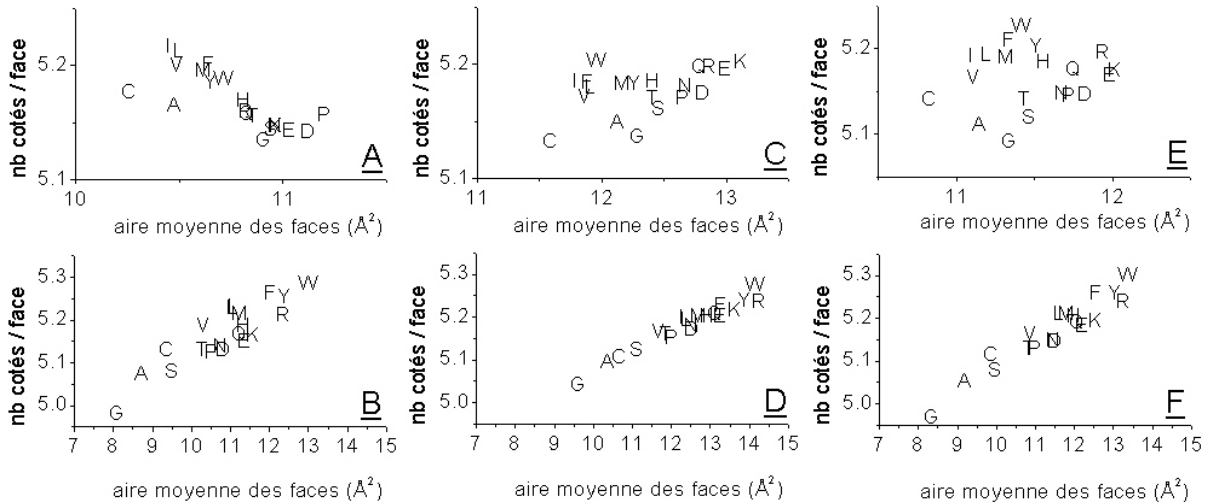 nb cotés / face
5.2
5.1
I L V S M Y W C A H R Q T N K E D P G
A
10 11
aire moyenne des faces (Å²)
nb cotés / face
5.2
5.1
W I F L V M Y H T S P N Q R E K D A G C
C
11 12 13
aire moyenne des faces (Å²)
nb cotés / face
5.2
5.1
W F Y I L M H V Q R K E T N P D S C A G
E
11 12
aire moyenne des faces (Å²)
nb cotés / face
5.3
5.2
5.1
5.0
W F Y R L M V K Q E T P N D C S A G
B
7 8 9 10 11 12 13 14 15
aire moyenne des faces (Å²)
nb cotés / face
5.3
5.2
5.1
5.0
W Y R K F E Q H M L N V T P S C A G
D
7 8 9 10 11 12 13 14 15
aire moyenne des faces (Å²)
nb cotés / face
5.3
5.2
5.1
5.0
W F Y R L M H K Q E V T P N D C S A G
F
7 8 9 10 11 12 13 14 15
aire moyenne des faces (Å²)